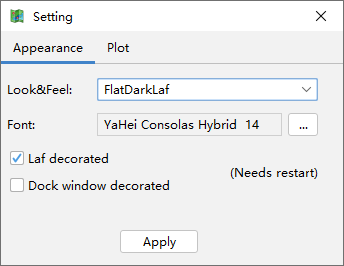 Setting
Appearance Plot
Look&Feel: FlatDarkLaf
Font: YaHei Consolas Hybrid 14 ...
Laf decorated
(Needs restart)
Dock window decorated
Apply